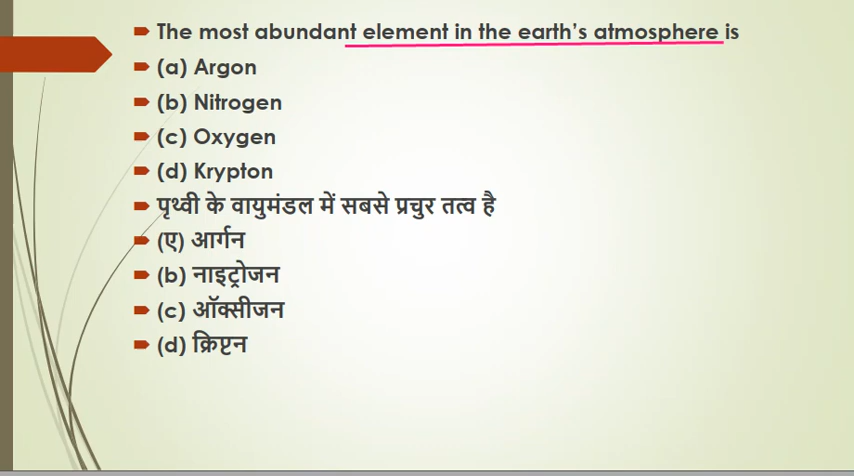 The most abundant element in the earth's atmosphere is
(a) Argon
(b) Nitrogen
(c) Oxygen
(d) Krypton
पृथ्वी के वायुमंडल में सबसे प्रचुर तत्व है
(ए) आर्गन
(b) नाइट्रोजन
(c) ऑक्सीजन
(d) क्रिप्टन